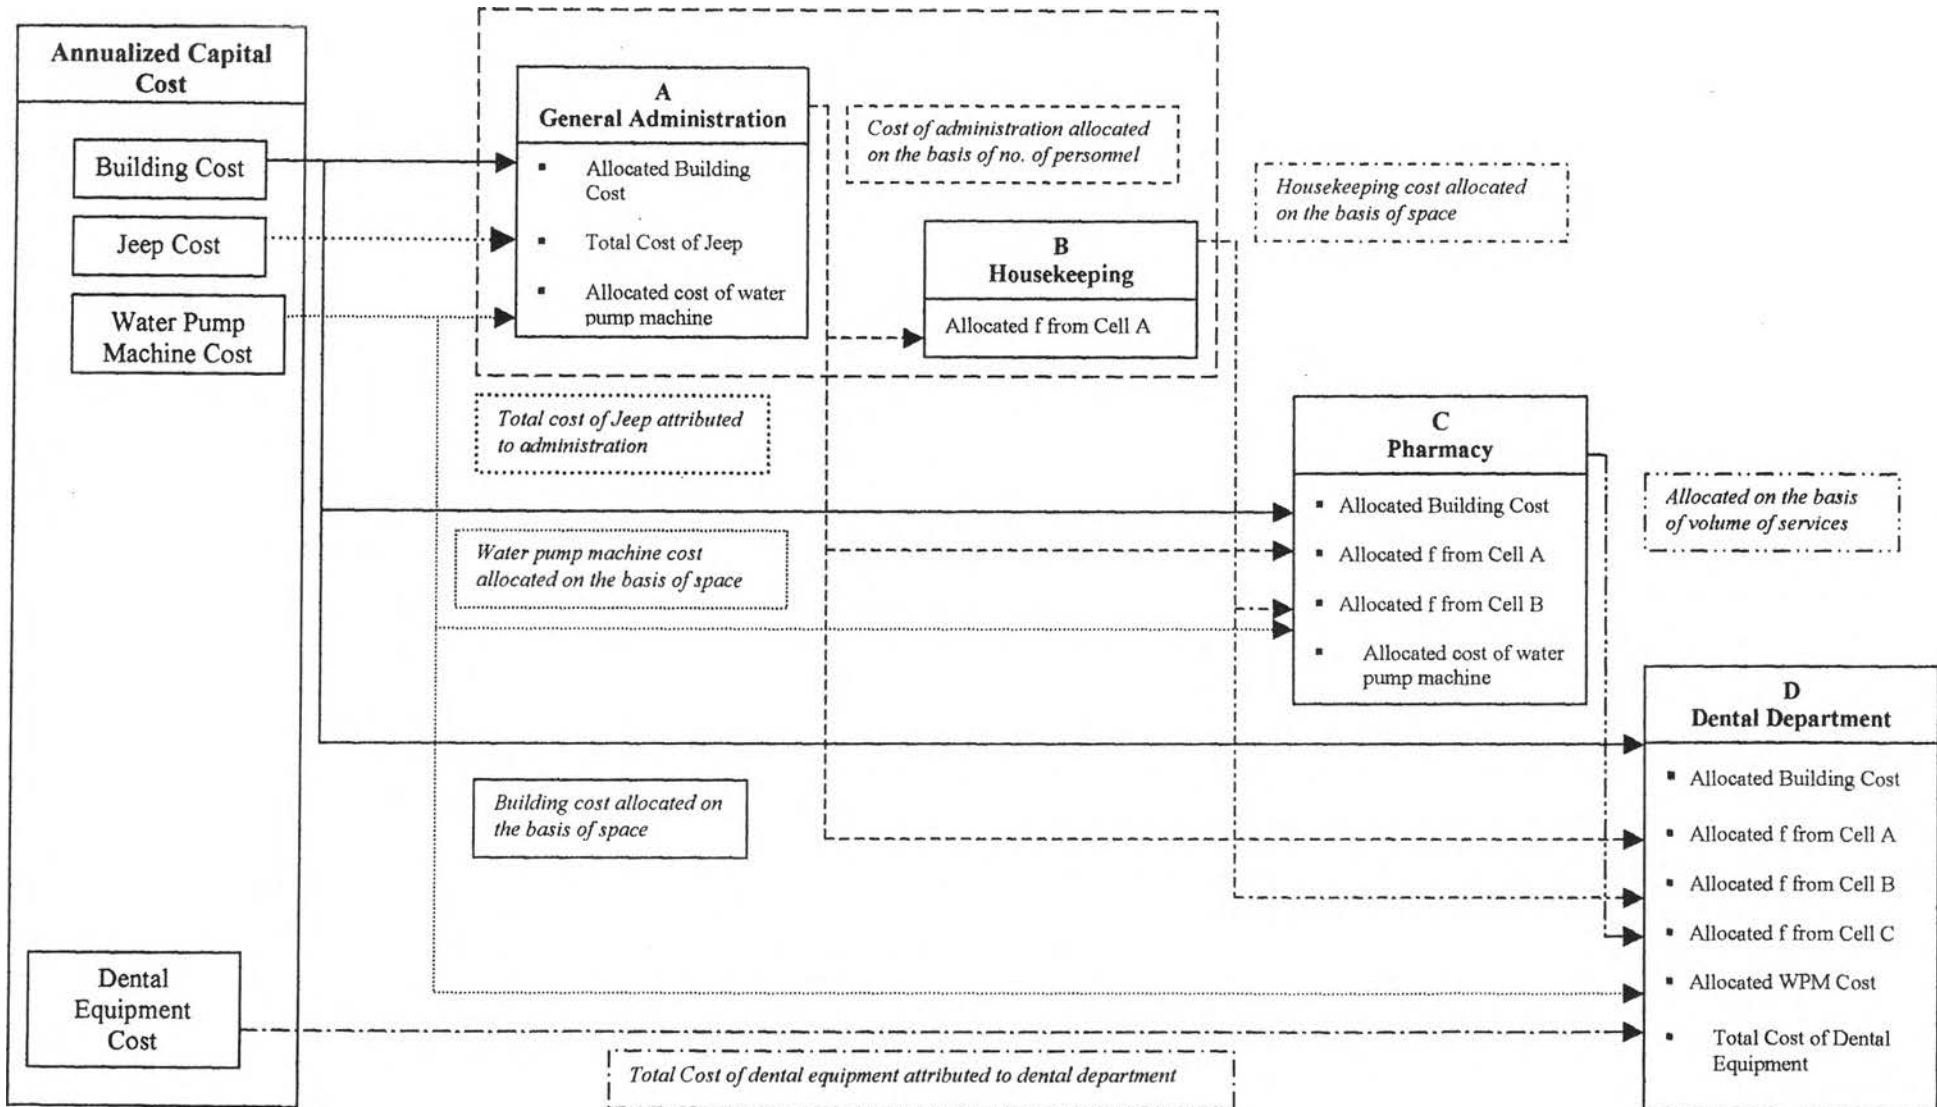 Annualized Capital
Cost
Building Cost
Jeep Cost
Water Pump
Machine Cost
Dental
Equipment
Cost
A
General Administration
▪ Allocated Building
Cost
▪ Total Cost of Jeep
▪ Allocated cost of water
pump machine
Cost of administration allocated
on the basis of no. of personnel
B
Housekeeping
Allocated f from Cell A
Housekeeping cost allocated
on the basis of space
Total cost of Jeep attributed
to administration
Water pump machine cost
allocated on the basis of space
Building cost allocated on
the basis of space
C
Pharmacy
▪ Allocated Building Cost
▪ Allocated f from Cell A
▪ Allocated f from Cell B
▪ Allocated cost of water
pump machine
Allocated on the basis
of volume of services
D
Dental Department
▪ Allocated Building Cost
▪ Allocated f from Cell A
▪ Allocated f from Cell B
▪ Allocated f from Cell C
▪ Allocated WPM Cost
▪ Total Cost of Dental
Equipment
Total Cost of dental equipment attributed to dental department